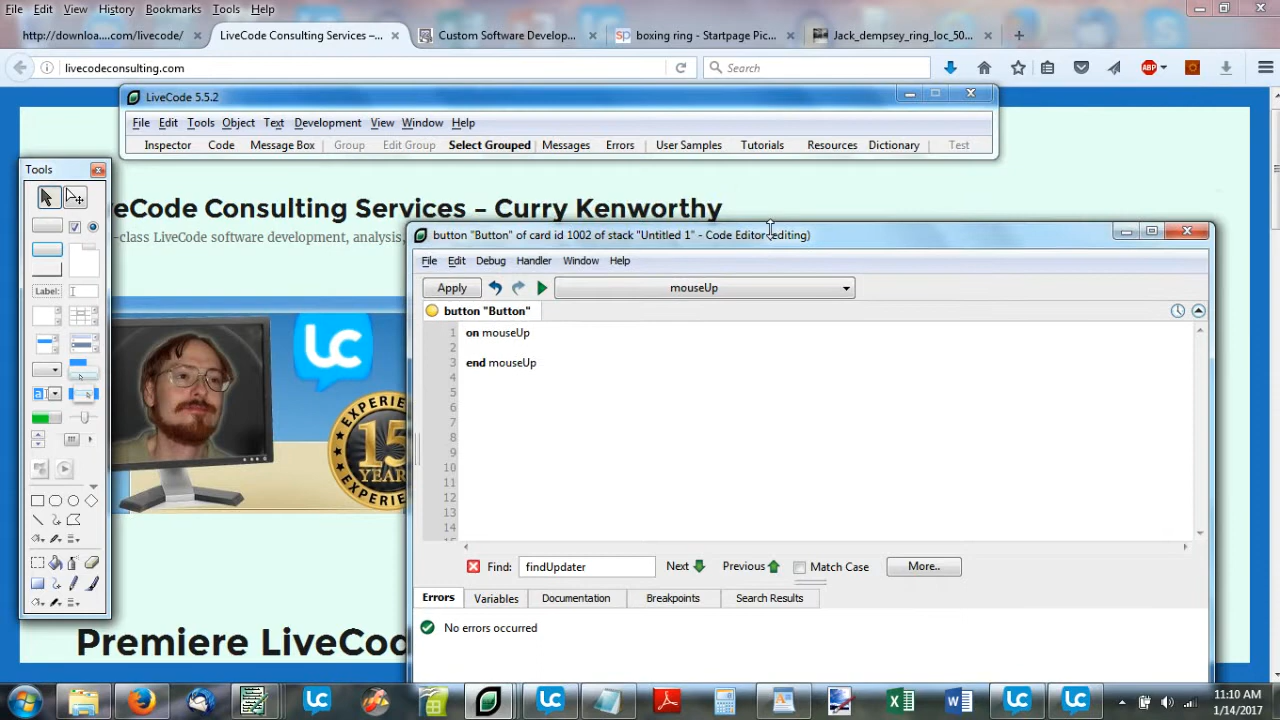 File Edit View History Bookmarks Tools Help
http://downloa....com/livecode/ LiveCode Consulting Services –... Custom Software Develop... boxing ring - Startpage Pic... Jack_dempsey_ring_loc_50...
livecodeconsulting.com Search ABP
LiveCode 5.5.2
File Edit Tools Object Text Development View Window Help
Inspector Code Message Box Group Edit Group Select Grouped Messages Errors User Samples Tutorials Resources Dictionary Test
Tools
Label:
eCode Consulting Services – Curry Kenworthy
-class LiveCode software development, analysis,
button "Button" of card id 1002 of stack "Untitled 1" - Code Editor (editing)
File Edit Debug Handler Window Help
Apply mouseUp
button "Button"
1 on mouseUp
2
3 end mouseUp
4
5
6
7
8
9
10
11
12
13
14
15
Find: findUpdater Next Previous Match Case More..
Errors Variables Documentation Breakpoints Search Results
No errors occurred
LC
EXPERIE
15
YEAR
EXPERIE
Premiere LiveCo
11:10 AM
1/14/2017